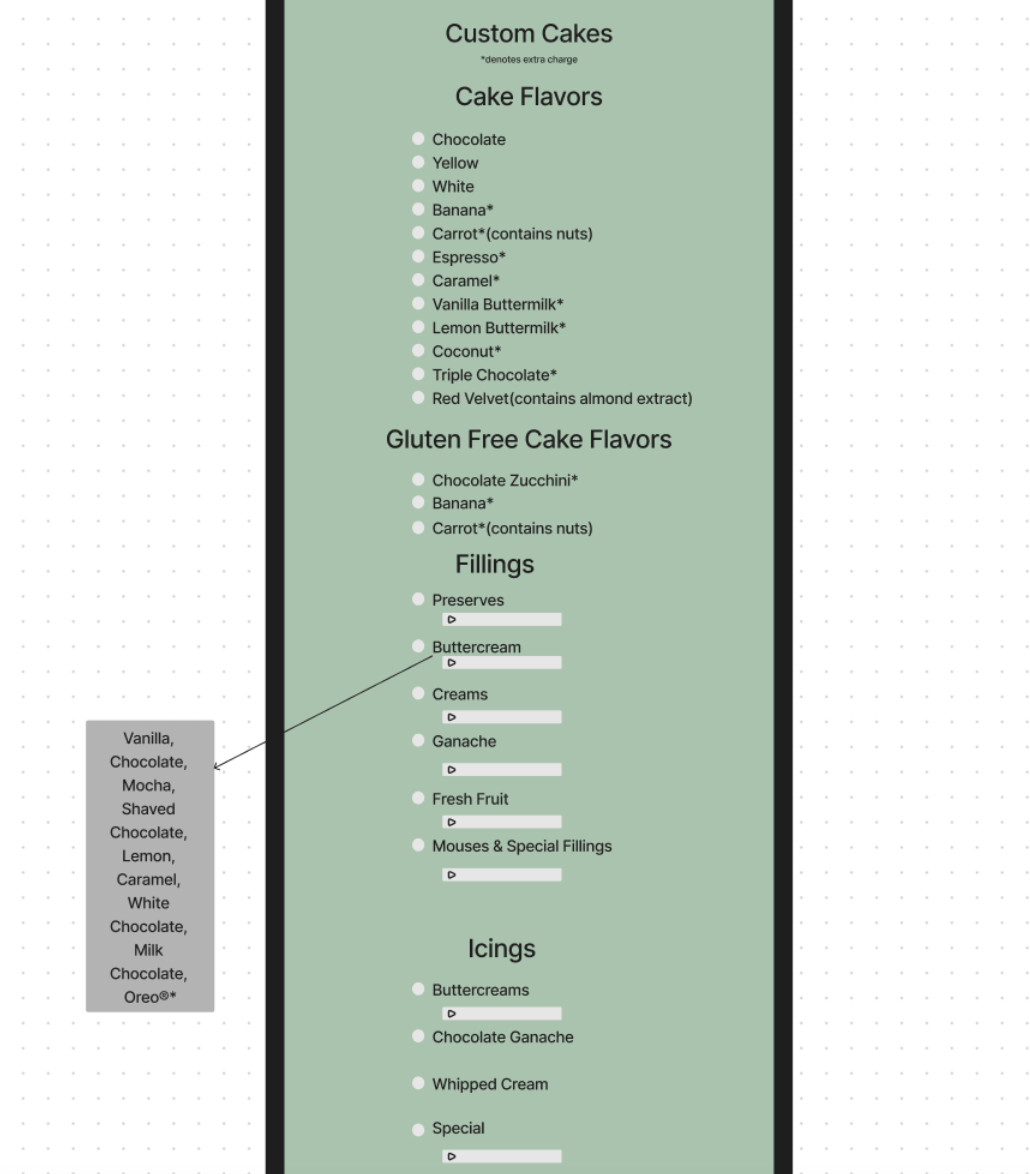 Custom Cakes
*denotes extra charge
Cake Flavors
Chocolate
Yellow
White
Banana*
Carrot*(contains nuts)
Espresso*
Caramel*
Vanilla Buttermilk*
Lemon Buttermilk*
Coconut*
Triple Chocolate*
Red Velvet(contains almond extract)
Gluten Free Cake Flavors
Chocolate Zucchini*
Banana*
Carrot*(contains nuts)
Fillings
Preserves
Buttercream
Creams
Ganache
Fresh Fruit
Mouses & Special Fillings
Vanilla,
Chocolate,
Mocha,
Shaved
Chocolate,
Lemon,
Caramel,
White
Chocolate,
Milk
Chocolate,
Oreo®*
Icings
Buttercreams
Chocolate Ganache
Whipped Cream
Special